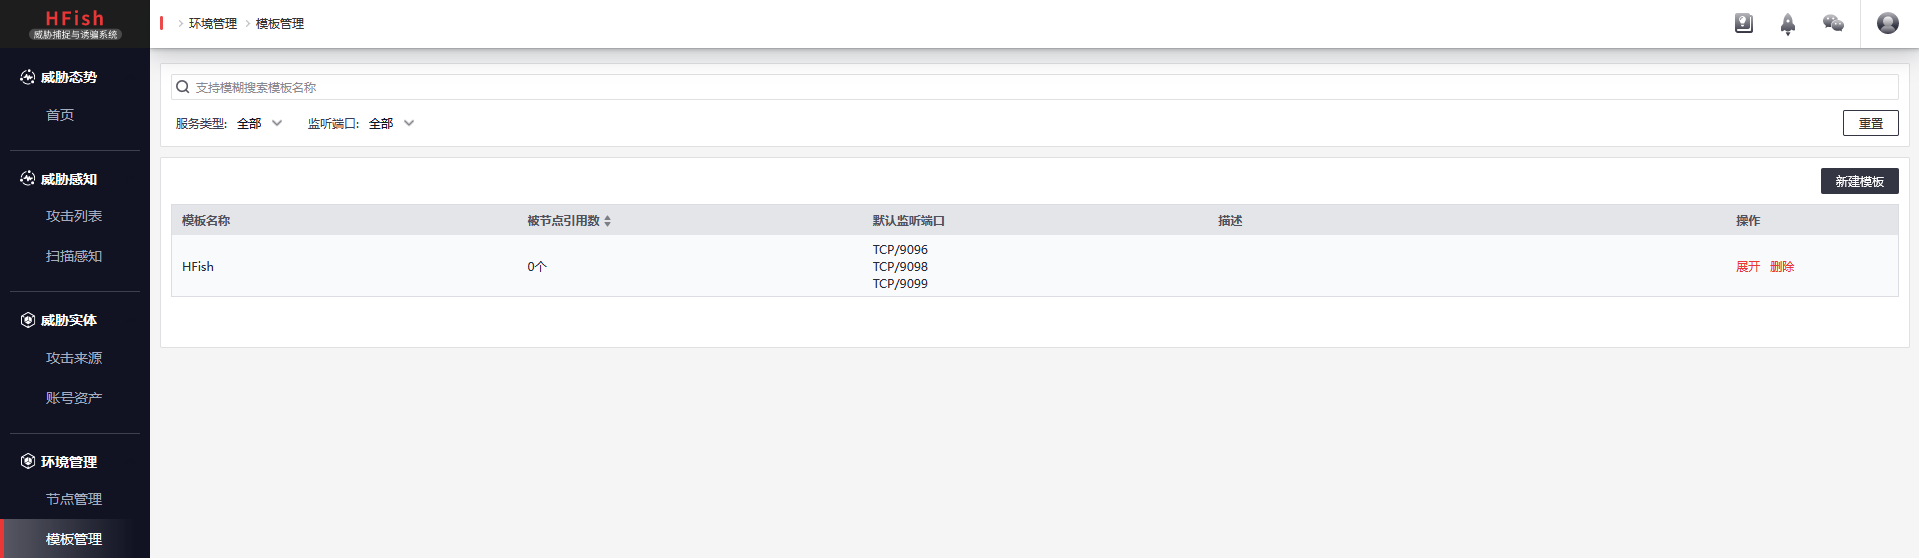 HFish
威胁捕捉与诱骗系统
环境管理 模板管理
威胁态势
首页
威胁感知
攻击列表
扫描感知
威胁实体
攻击来源
账号资产
环境管理
节点管理
模板管理
支持模糊搜索模板名称
服务类型: 全部 监听端口: 全部 重置
新建模板
模板名称 被节点引用数 默认监听端口 描述 操作
HFish 0个 TCP/9096 展开 删除
TCP/9098
TCP/9099